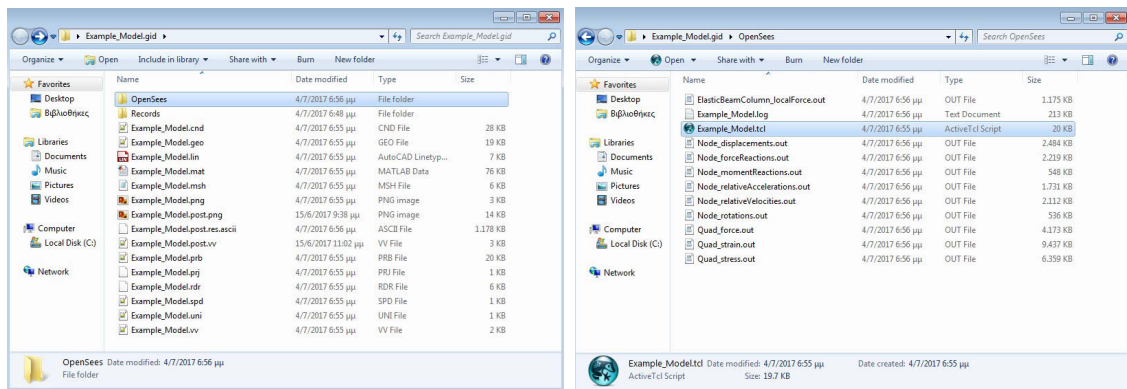 Example_Model.gid
Search Example_Model.gid
Organize Open Include in library Share with Burn New folder
Name Date modified Type Size
Favorites
Desktop
Βιβλιοθήκες
Libraries
Documents
Music
Pictures
Videos
Computer
Local Disk (C:)
Network
OpenSees 4/7/2017 6:56 μμ File folder
Records 4/7/2017 6:48 μμ File folder
Example_Model.cnd 4/7/2017 6:55 μμ CND File 28 KB
Example_Model.geo 4/7/2017 6:55 μμ GEO File 19 KB
Example_Model.lin 4/7/2017 6:55 μμ AutoCAD Linetyp... 7 KB
Example_Model.mat 4/7/2017 6:55 μμ MATLAB Data 76 KB
Example_Model.msh 4/7/2017 6:55 μμ MSH File 6 KB
Example_Model.png 4/7/2017 6:55 μμ PNG image 3 KB
Example_Model.post.png 15/6/2017 9:38 μμ PNG image 14 KB
Example_Model.post.res.ascii 4/7/2017 6:56 μμ ASCII File 1.178 KB
Example_Model.post.vv 15/6/2017 11:02 μμ VV File 3 KB
Example_Model.prb 4/7/2017 6:55 μμ PRB File 20 KB
Example_Model.prj 4/7/2017 6:55 μμ PRJ File 1 KB
Example_Model.rdr 4/7/2017 6:55 μμ RDR File 6 KB
Example_Model.spd 4/7/2017 6:55 μμ SPD File 1 KB
Example_Model.uni 4/7/2017 6:55 μμ UNI File 1 KB
Example_Model.vv 4/7/2017 6:55 μμ VV File 2 KB
OpenSees Date modified: 4/7/2017 6:56 μμ
File folder
Example_Model.gid OpenSees
Search OpenSees
Organize Open Share with Burn New folder
Name Date modified Type Size
Favorites
Desktop
Βιβλιοθήκες
Libraries
Documents
Music
Pictures
Videos
Computer
Local Disk (C:)
Network
ElasticBeamColumn_localForce.out 4/7/2017 6:56 μμ OUT File 1.175 KB
Example_Model.log 4/7/2017 6:56 μμ Text Document 213 KB
Example_Model.tcl 4/7/2017 6:55 μμ ActiveTcl Script 20 KB
Node_displacements.out 4/7/2017 6:56 μμ OUT File 2.484 KB
Node_forceReactions.out 4/7/2017 6:56 μμ OUT File 2.219 KB
Node_momentReactions.out 4/7/2017 6:56 μμ OUT File 548 KB
Node_relativeAccelerations.out 4/7/2017 6:56 μμ OUT File 1.731 KB
Node_relativeVelocities.out 4/7/2017 6:56 μμ OUT File 2.112 KB
Node_rotations.out 4/7/2017 6:56 μμ OUT File 536 KB
Quad_force.out 4/7/2017 6:56 μμ OUT File 4.173 KB
Quad_strain.out 4/7/2017 6:56 μμ OUT File 9.437 KB
Quad_stress.out 4/7/2017 6:56 μμ OUT File 6.359 KB
Example_Model.tcl Date modified: 4/7/2017 6:55 μμ Date created: 4/7/2017 6:55 μμ
ActiveTcl Script Size: 19.7 KB